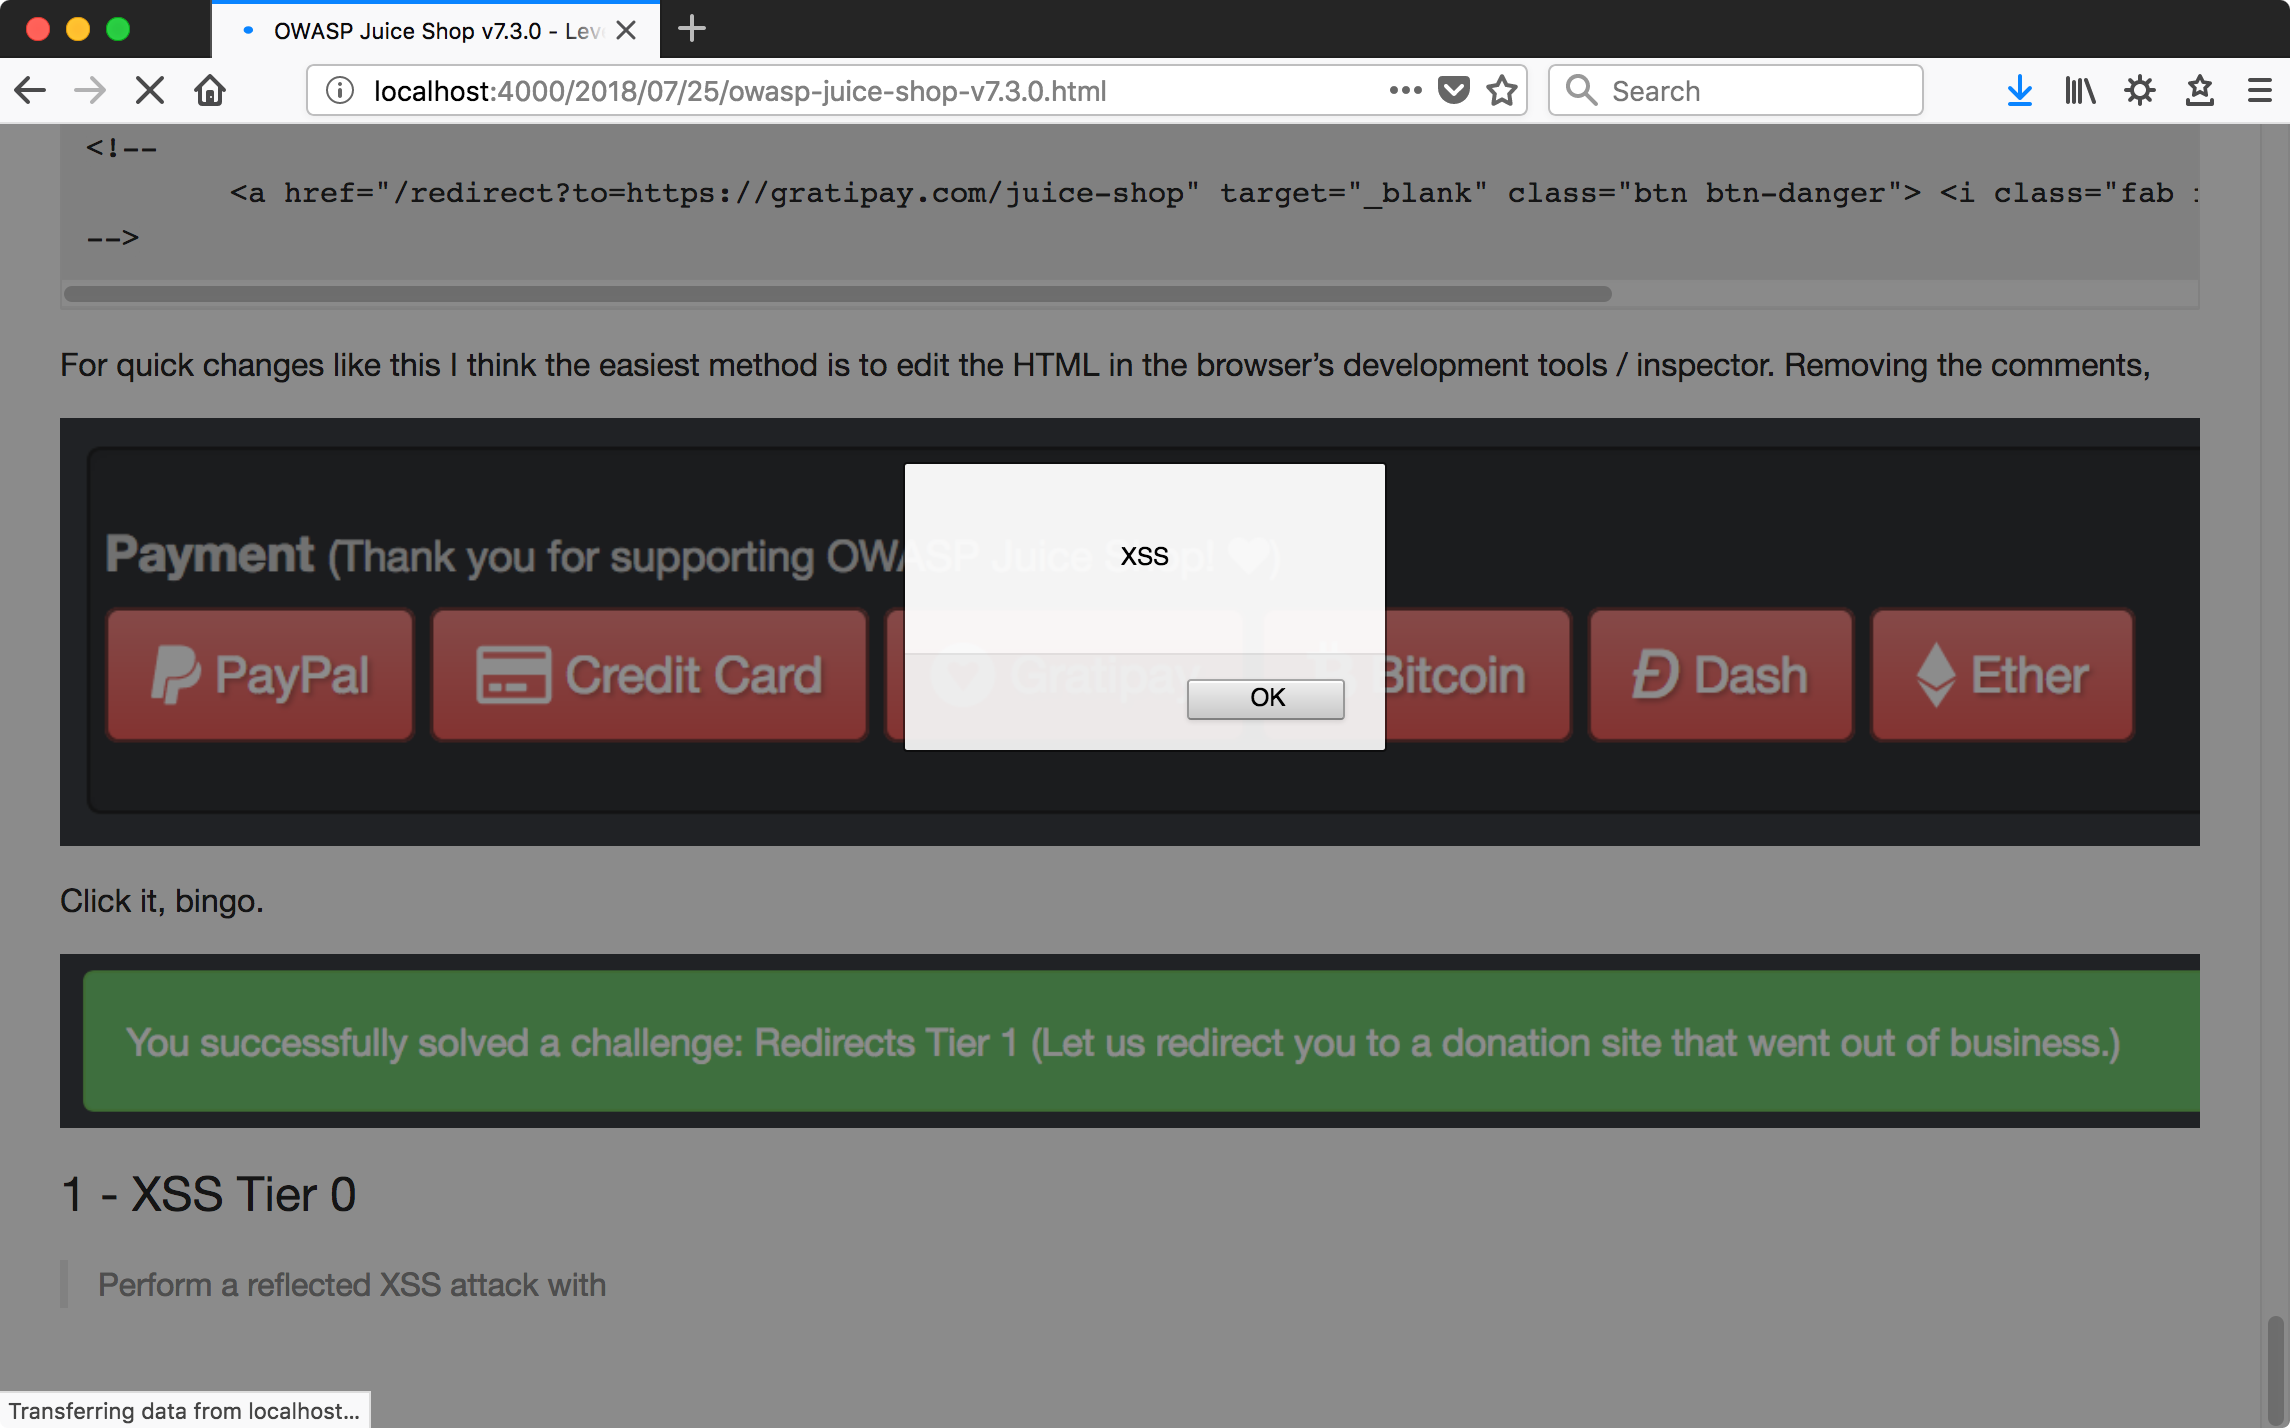 OWASP Juice Shop v7.3.0 - Lev
localhost:4000/2018/07/25/owasp-juice-shop-v7.3.0.html
Search
<!--
<a href="/redirect?to=https://gratipay.com/juice-shop" target="_blank" class="btn btn-danger"> <i class="fab
-->
For quick changes like this I think the easiest method is to edit the HTML in the browser’s development tools / inspector. Removing the comments,
Payment (Thank you for supporting OWASP Juice Shop! ♥)
XSS
PayPal
Credit Card
Gratipay
Bitcoin
Dash
Ether
OK
Click it, bingo.
You successfully solved a challenge: Redirects Tier 1 (Let us redirect you to a donation site that went out of business.)
1 - XSS Tier 0
Perform a reflected XSS attack with
Transferring data from localhost...